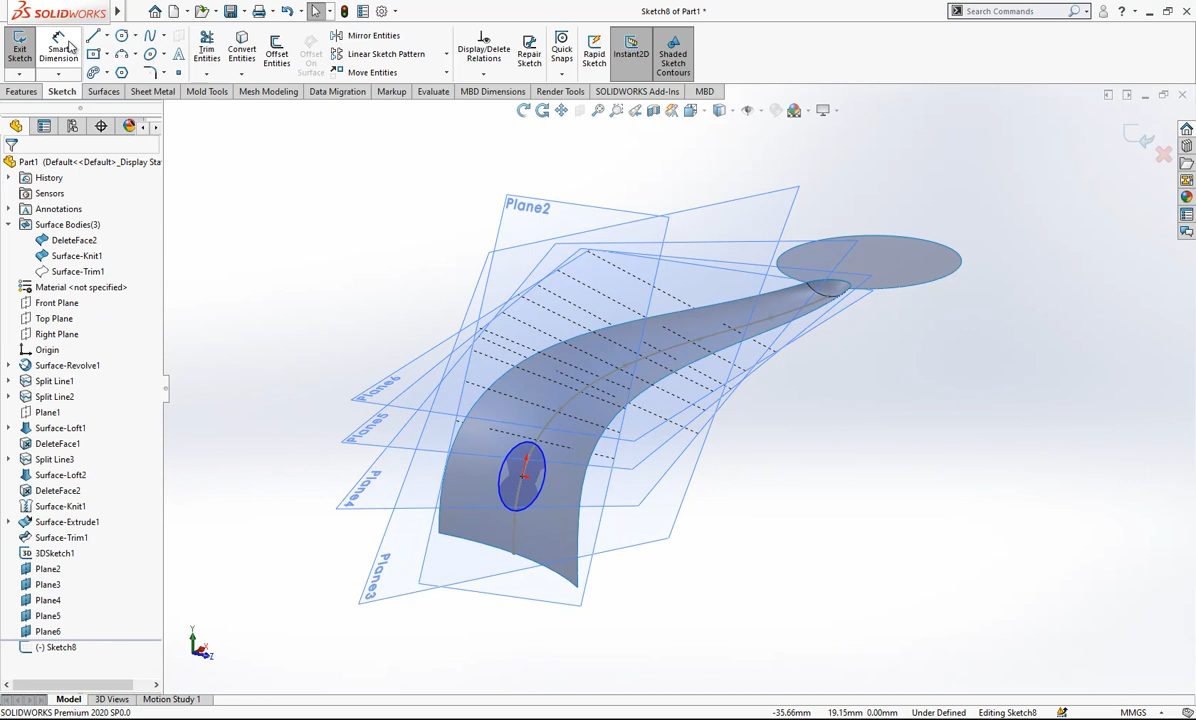 SOLIDWORKS
Sketch8 of Part1 *
Search Commands
Exit Sketch
Smart Dimension
Trim Entities
Convert Entities
Offset Entities
Offset On Surface
Mirror Entities
Linear Sketch Pattern
Move Entities
Display/Delete Relations
Repair Sketch
Quick Snaps
Rapid Sketch
Instant2D
Shaded Sketch Contours
Features Sketch Surfaces Sheet Metal Mold Tools Mesh Modeling Data Migration Markup Evaluate MBD Dimensions Render Tools SOLIDWORKS Add-Ins MBD
Part1 (Default<<Default>_Display Sta
History
Sensors
Annotations
Surface Bodies(3)
DeleteFace2
Surface-Knit1
Surface-Trim1
Material <not specified>
Front Plane
Top Plane
Right Plane
Origin
Surface-Revolve1
Split Line1
Split Line2
Plane1
Surface-Loft1
DeleteFace1
Split Line3
Surface-Loft2
DeleteFace2
Surface-Knit1
Surface-Extrude1
Surface-Trim1
3DSketch1
Plane2
Plane3
Plane4
Plane5
Plane6
(-) Sketch8
Plane2
Plane6
Plane5
Plane4
Plane3
Y
X
Z
Model 3D Views Motion Study 1
SOLIDWORKS Premium 2020 SP0.0
-35.66mm 19.15mm 0.00mm Under Defined Editing Sketch8 MMGS